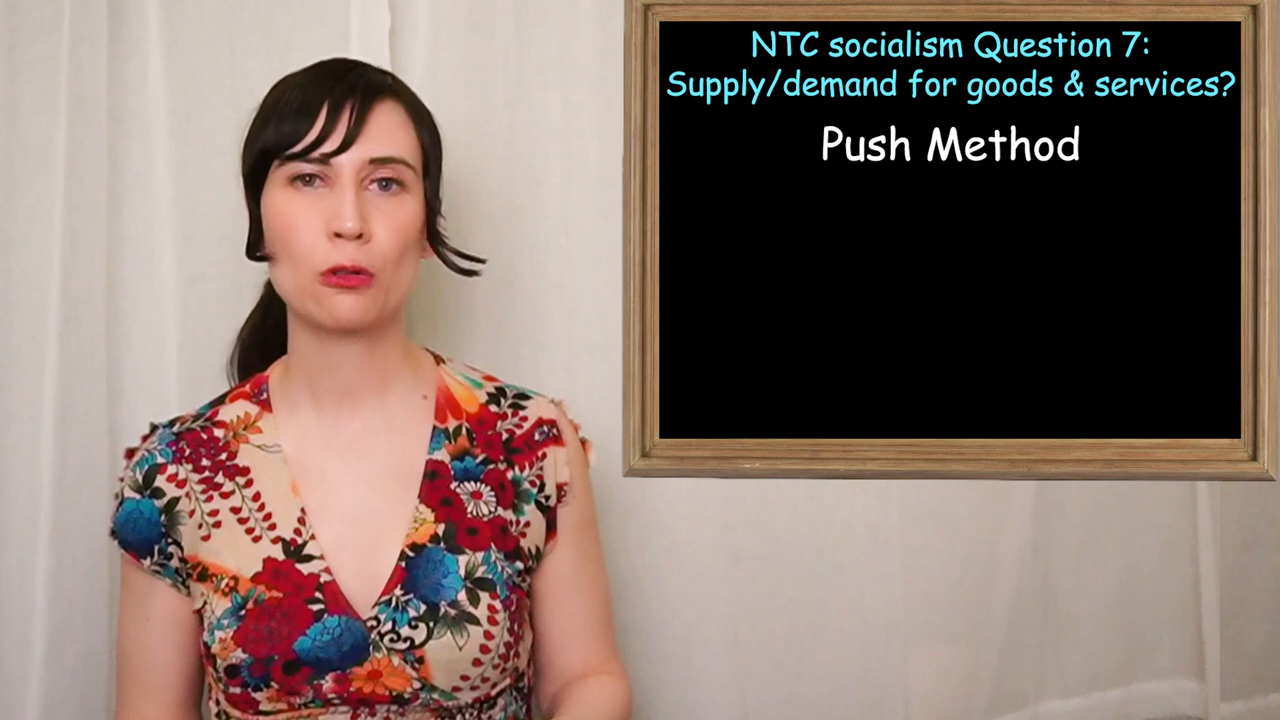 NTC socialism Question 7:
Supply/demand for goods & services?
Push Method